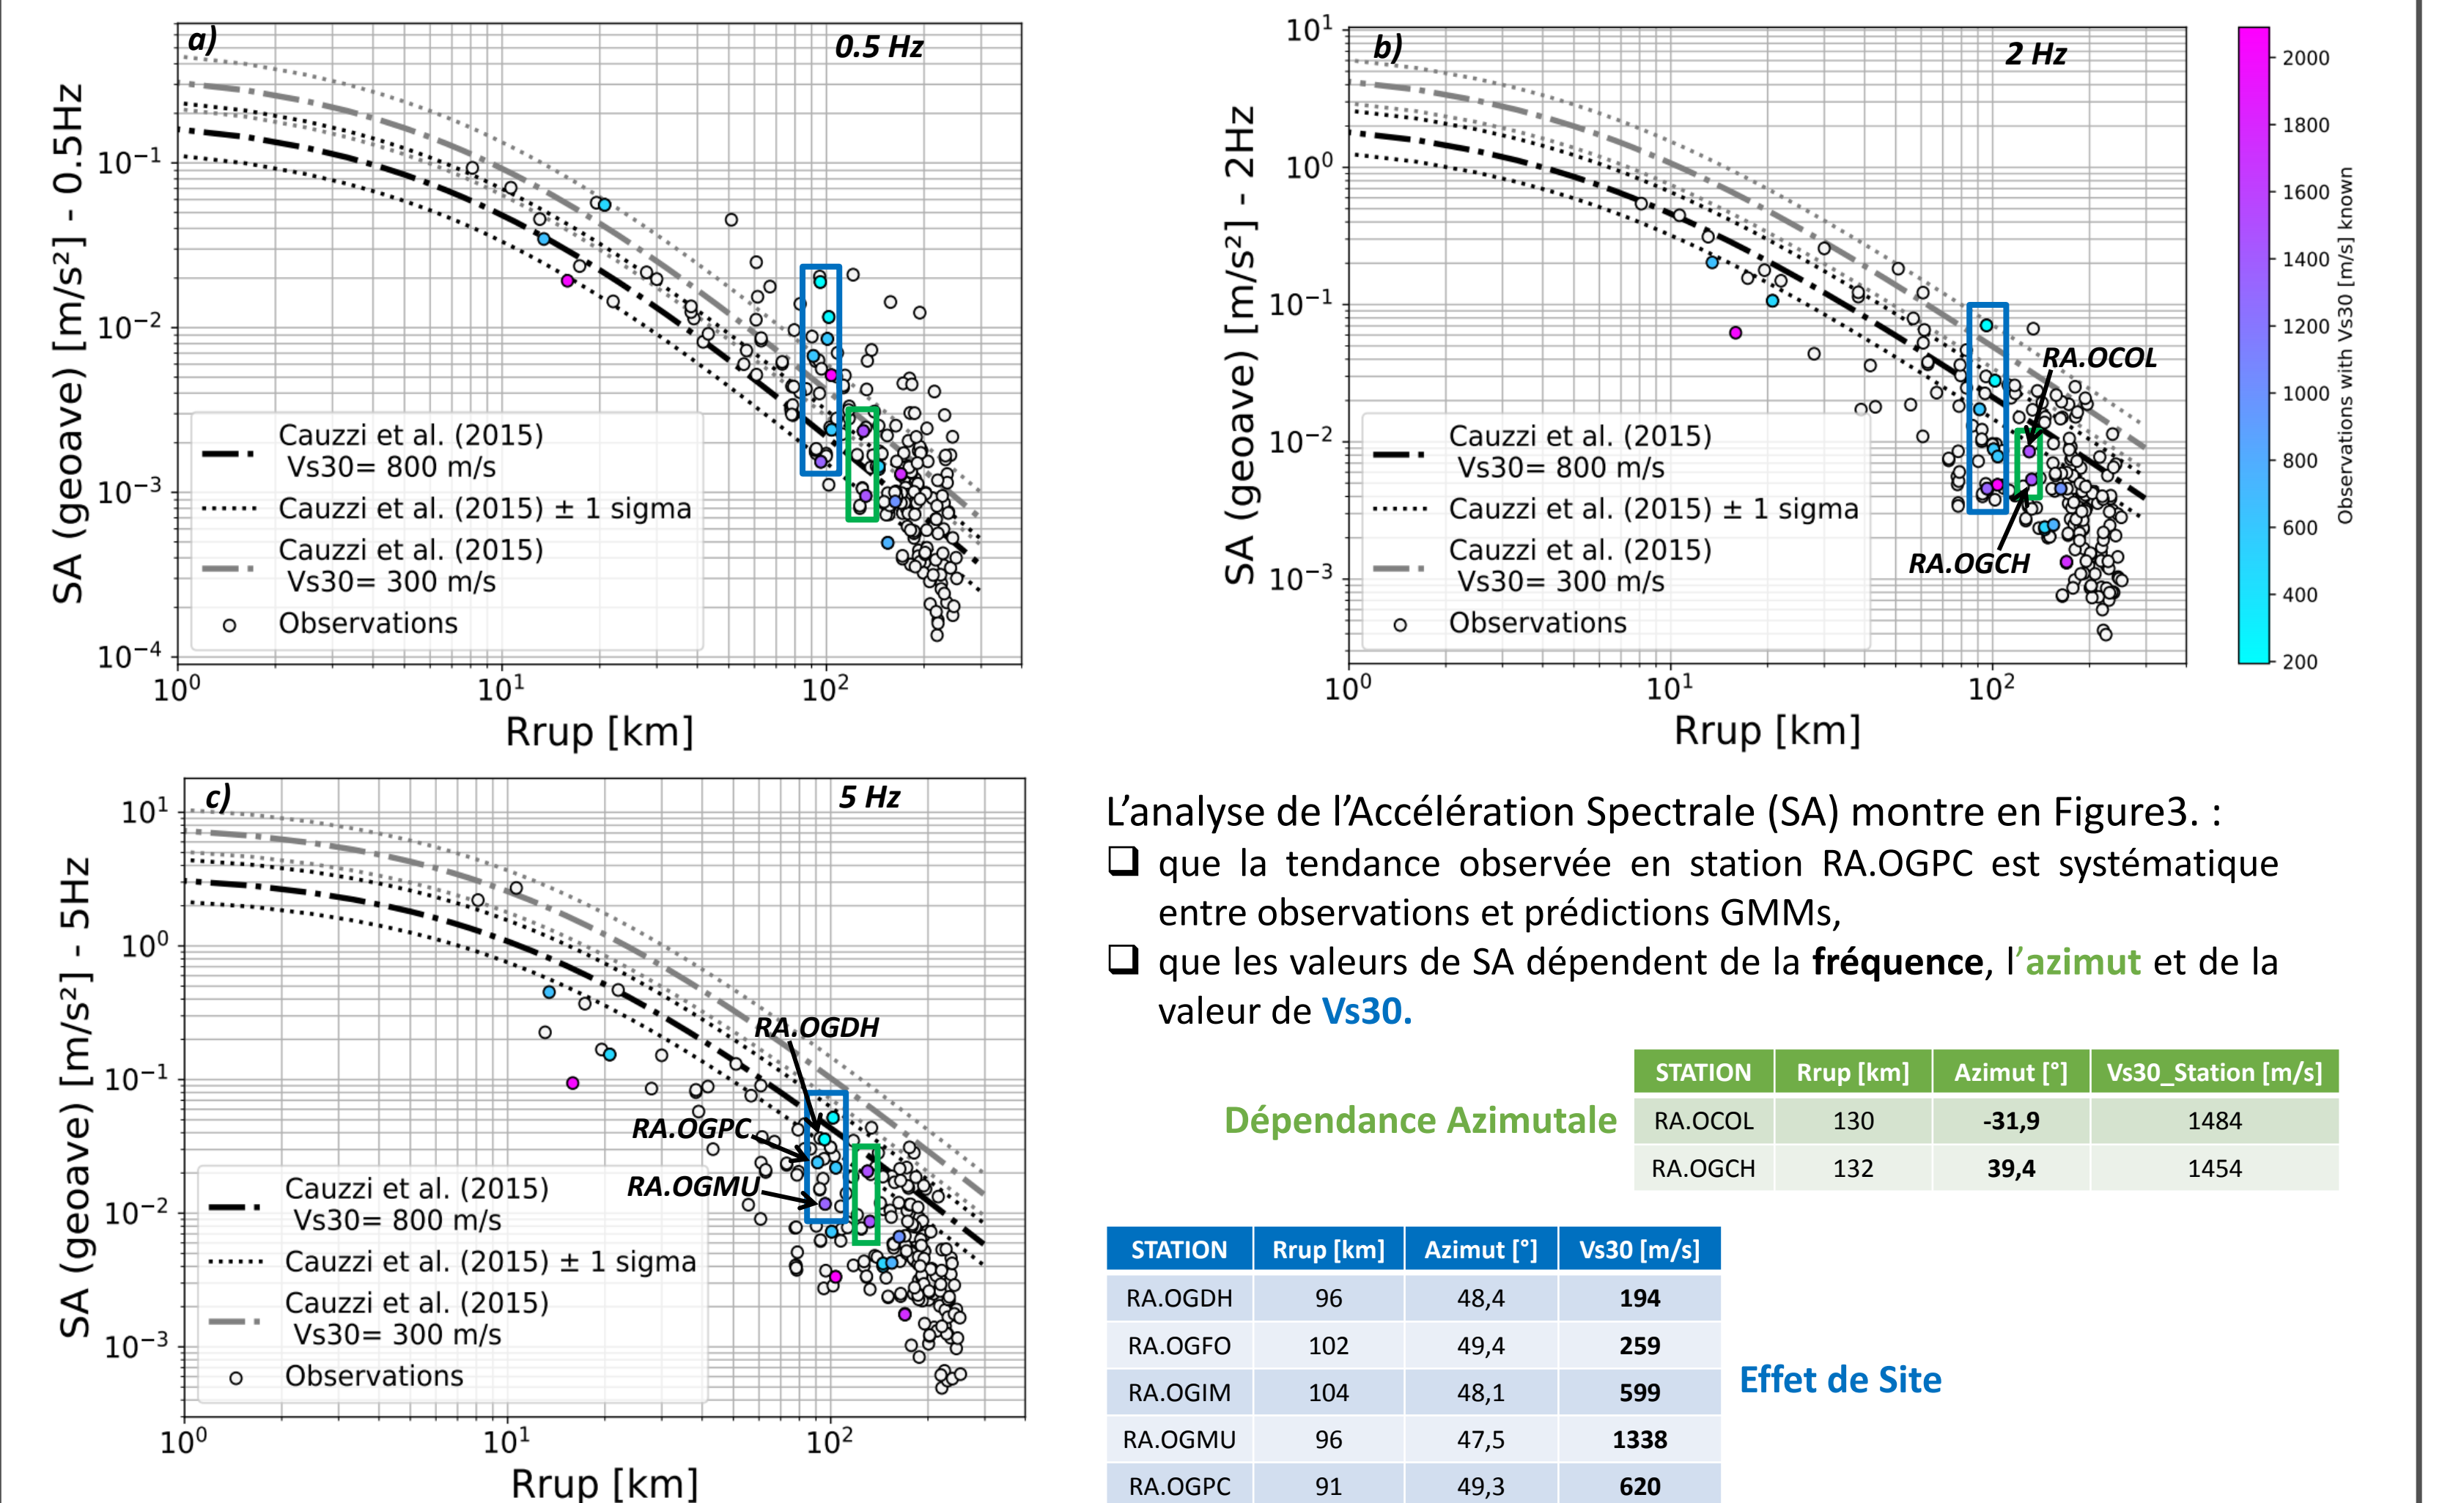 a)
0.5 Hz
SA (geoave) [m/s²] - 0.5Hz
10⁻¹
10⁻²
10⁻³
10⁻⁴
Cauzzi et al. (2015)
Vs30= 800 m/s
Cauzzi et al. (2015) ± 1 sigma
Cauzzi et al. (2015)
Vs30= 300 m/s
Observations
10⁰ 10¹ 10²
Rrup [km]
b)
2 Hz
SA (geoave) [m/s²] - 2Hz
10¹
10⁰
10⁻¹
10⁻²
10⁻³
RA.OCOL
RA.OGCH
Cauzzi et al. (2015)
Vs30= 800 m/s
Cauzzi et al. (2015) ± 1 sigma
Cauzzi et al. (2015)
Vs30= 300 m/s
Observations
10⁰ 10¹ 10²
Rrup [km]
2000
1800
1600
1400
1200
1000
800
600
400
200
Observations with Vs30 [m/s] known
c)
5 Hz
SA (geoave) [m/s²] - 5Hz
10¹
10⁰
10⁻¹
10⁻²
10⁻³
RA.OGDH
RA.OGPC
RA.OGMU
Cauzzi et al. (2015)
Vs30= 800 m/s
Cauzzi et al. (2015) ± 1 sigma
Cauzzi et al. (2015)
Vs30= 300 m/s
Observations
10⁰ 10¹ 10²
Rrup [km]
L’analyse de l’Accélération Spectrale (SA) montre en Figure3. :
❑ que la tendance observée en station RA.OGPC est systématique
entre observations et prédictions GMMs,
❑ que les valeurs de SA dépendent de la fréquence, l’azimut et de la
valeur de Vs30.
Dépendance Azimutale
STATION Rrup [km] Azimut [°] Vs30_Station [m/s]
RA.OCOL 130 -31,9 1484
RA.OGCH 132 39,4 1454
STATION Rrup [km] Azimut [°] Vs30 [m/s]
RA.OGDH 96 48,4 194
RA.OGFO 102 49,4 259
RA.OGIM 104 48,1 599
RA.OGMU 96 47,5 1338
RA.OGPC 91 49,3 620
Effet de Site